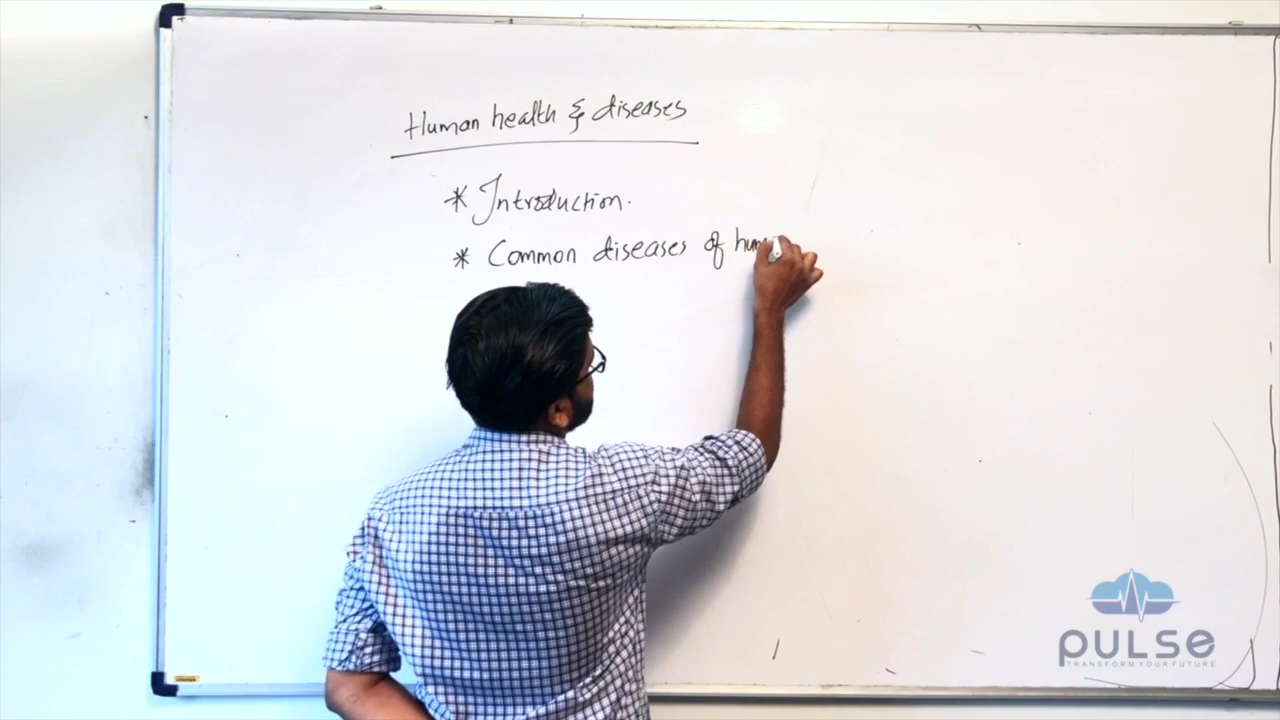 Human health & diseases
* Introduction.
* Common diseases of hum
PULSE
TRANSFORM YOUR FUTURE